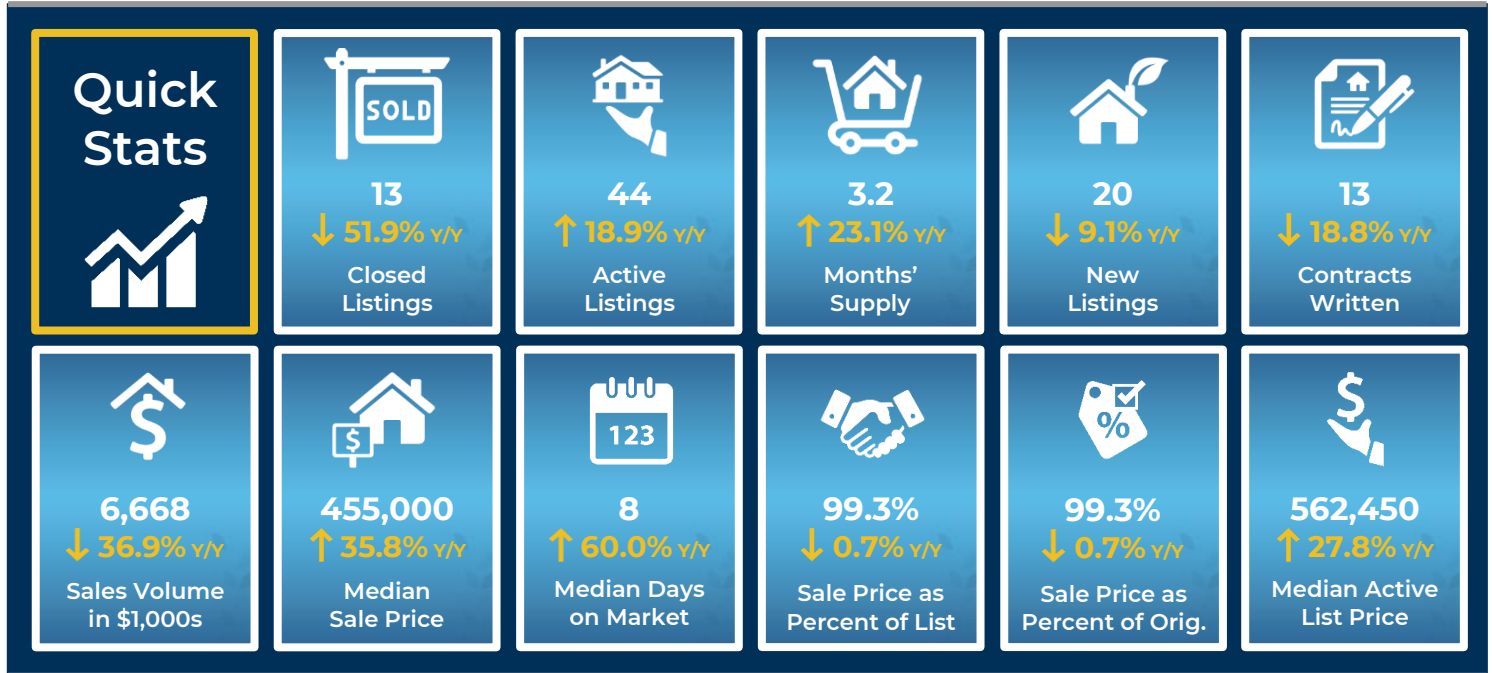 Quick
Stats
SOLD
13
↓ 51.9% Y/Y
Closed
Listings
44
↑ 18.9% Y/Y
Active
Listings
3.2
↑ 23.1% Y/Y
Months’
Supply
20
↓ 9.1% Y/Y
New
Listings
13
↓ 18.8% Y/Y
Contracts
Written
$
6,668
↓ 36.9% Y/Y
Sales Volume
in $1,000s
$
455,000
↑ 35.8% Y/Y
Median
Sale Price
123
8
↑ 60.0% Y/Y
Median Days
on Market
99.3%
↓ 0.7% Y/Y
Sale Price as
Percent of List
%
99.3%
↓ 0.7% Y/Y
Sale Price as
Percent of Orig.
$
562,450
↑ 27.8% Y/Y
Median Active
List Price